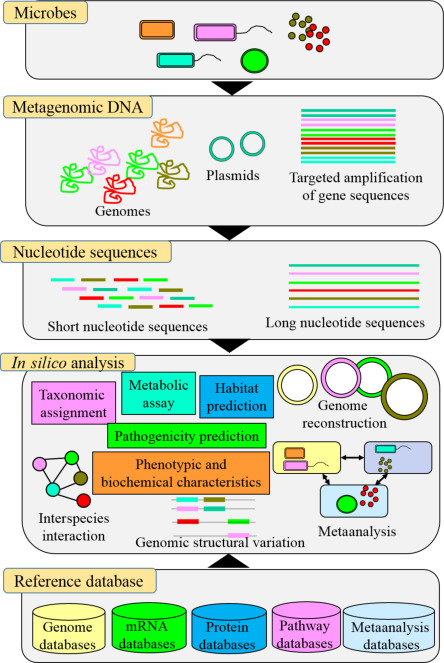 Microbes
Metagenomic DNA
Genomes
Plasmids
Targeted amplification
of gene sequences
Nucleotide sequences
Short nucleotide sequences
Long nucleotide sequences
In silico analysis
Taxonomic
assignment
Metabolic
assay
Habitat
prediction
Genome
reconstruction
Pathogenicity prediction
Phenotypic and
biochemical characteristics
Interspecies
interaction
Genomic structural variation
Metaanalysis
Reference database
Genome
databases
mRNA
databases
Protein
databases
Pathway
databases
Metaanalysis
databases